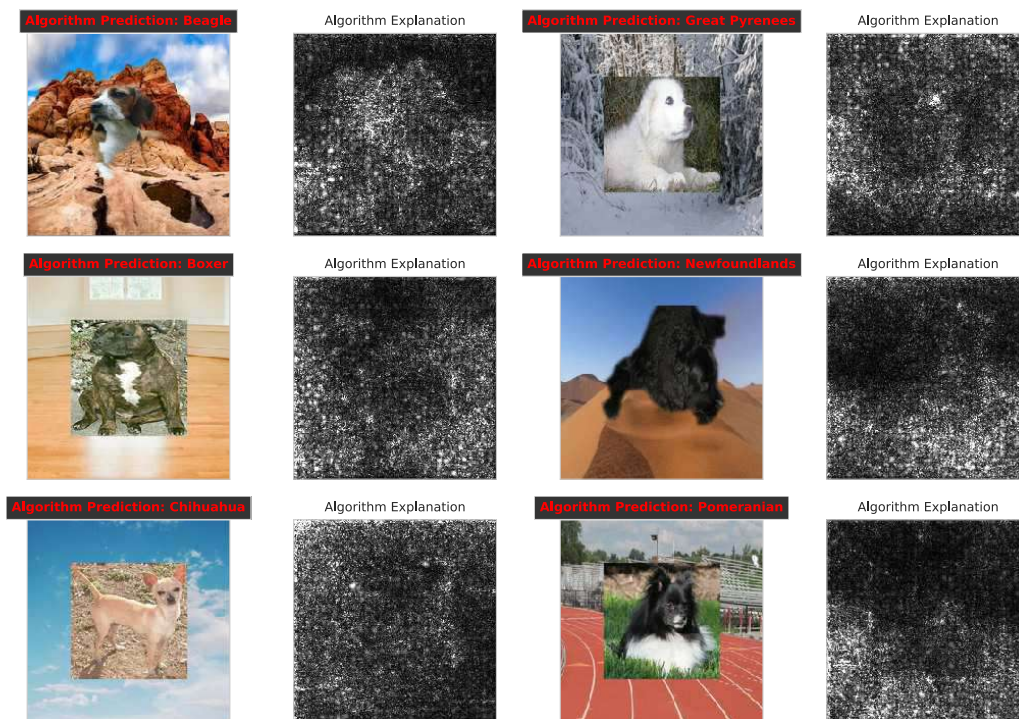 Algorithm Prediction: Beagle
Algorithm Explanation
Algorithm Prediction: Great Pyrenees
Algorithm Explanation
Algorithm Prediction: Boxer
Algorithm Explanation
Algorithm Prediction: Newfoundlands
Algorithm Explanation
Algorithm Prediction: Chihuahua
Algorithm Explanation
Algorithm Prediction: Pomeranian
Algorithm Explanation